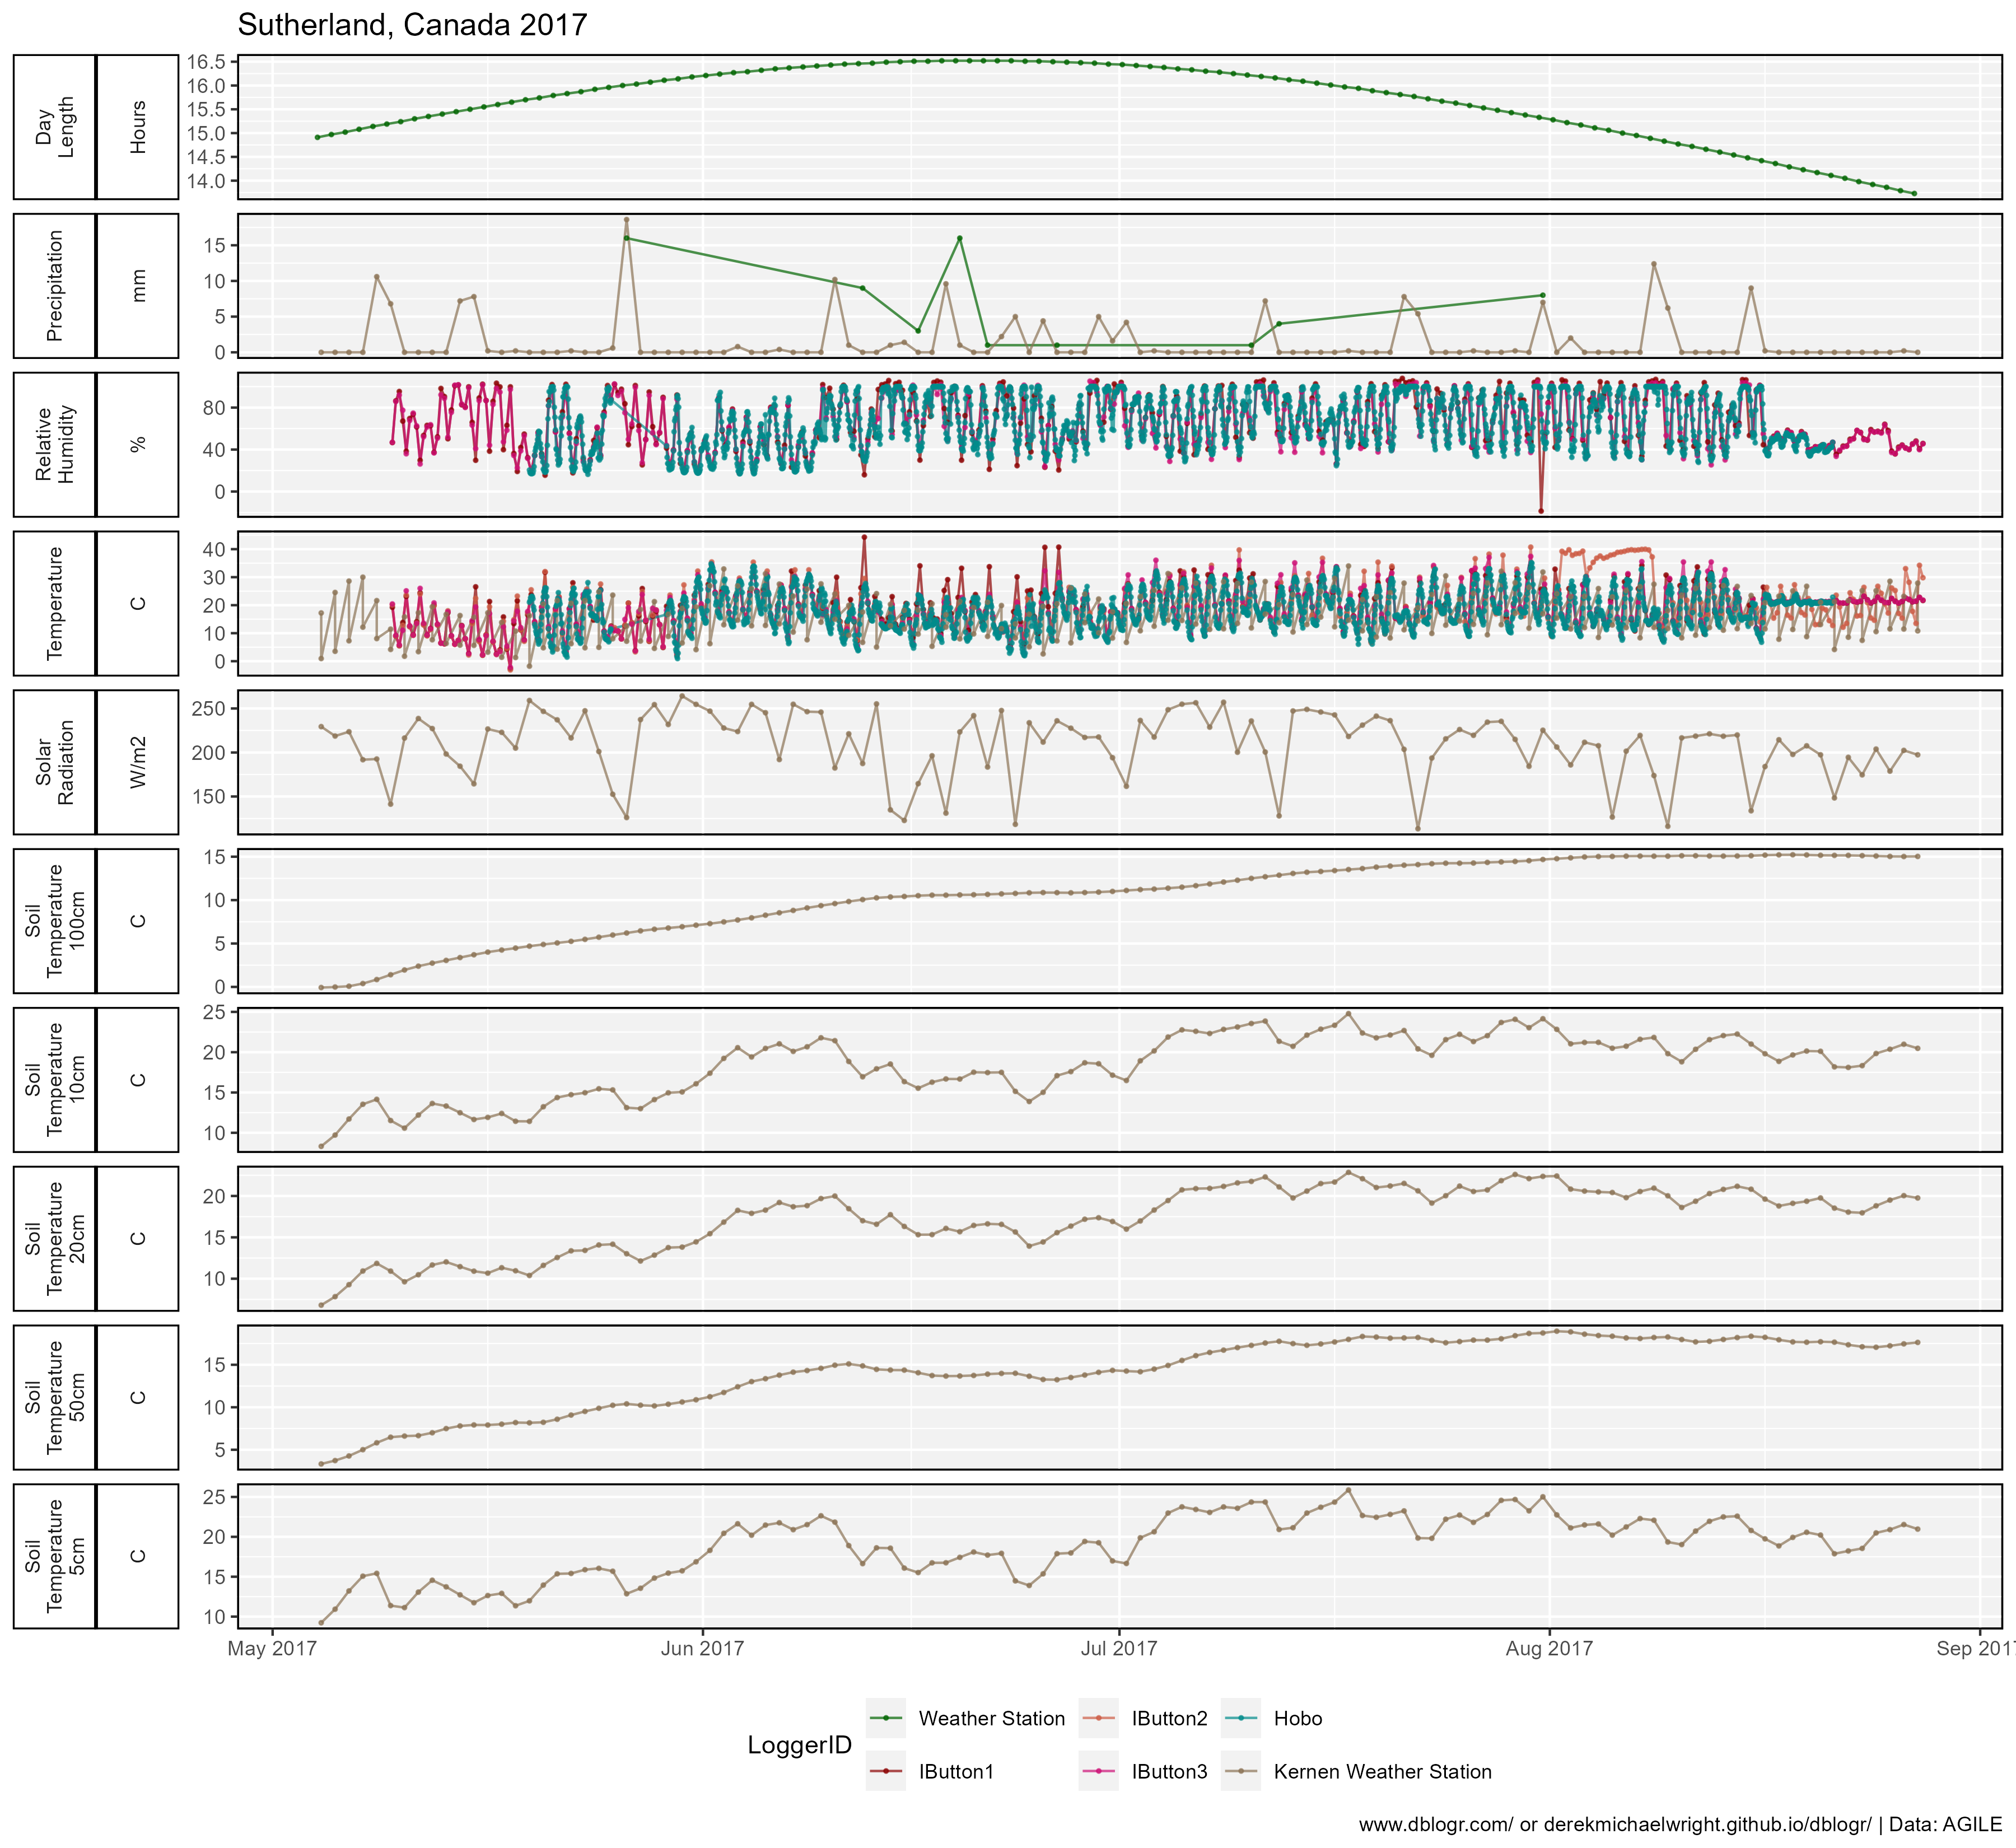 Sutherland, Canada 2017
Day
Length
Hours
16.5
16.0
15.5
15.0
14.5
14.0
Precipitation
mm
15
10
5
0
Relative
Humidity
%
80
40
0
Temperature
C
40
30
20
10
0
Solar
Radiation
W/m2
250
200
150
Soil
Temperature
100cm
C
15
10
5
0
Soil
Temperature
10cm
C
25
20
15
10
Soil
Temperature
20cm
C
20
15
10
Soil
Temperature
50cm
C
15
10
5
Soil
Temperature
5cm
C
25
20
15
10
May 2017 Jun 2017 Jul 2017 Aug 2017 Sep 2017
LoggerID
Weather Station IButton2 Hobo
IButton1 IButton3 Kernen Weather Station
www.dblogr.com/ or derekmichaelwright.github.io/dblogr/ | Data: AGILE